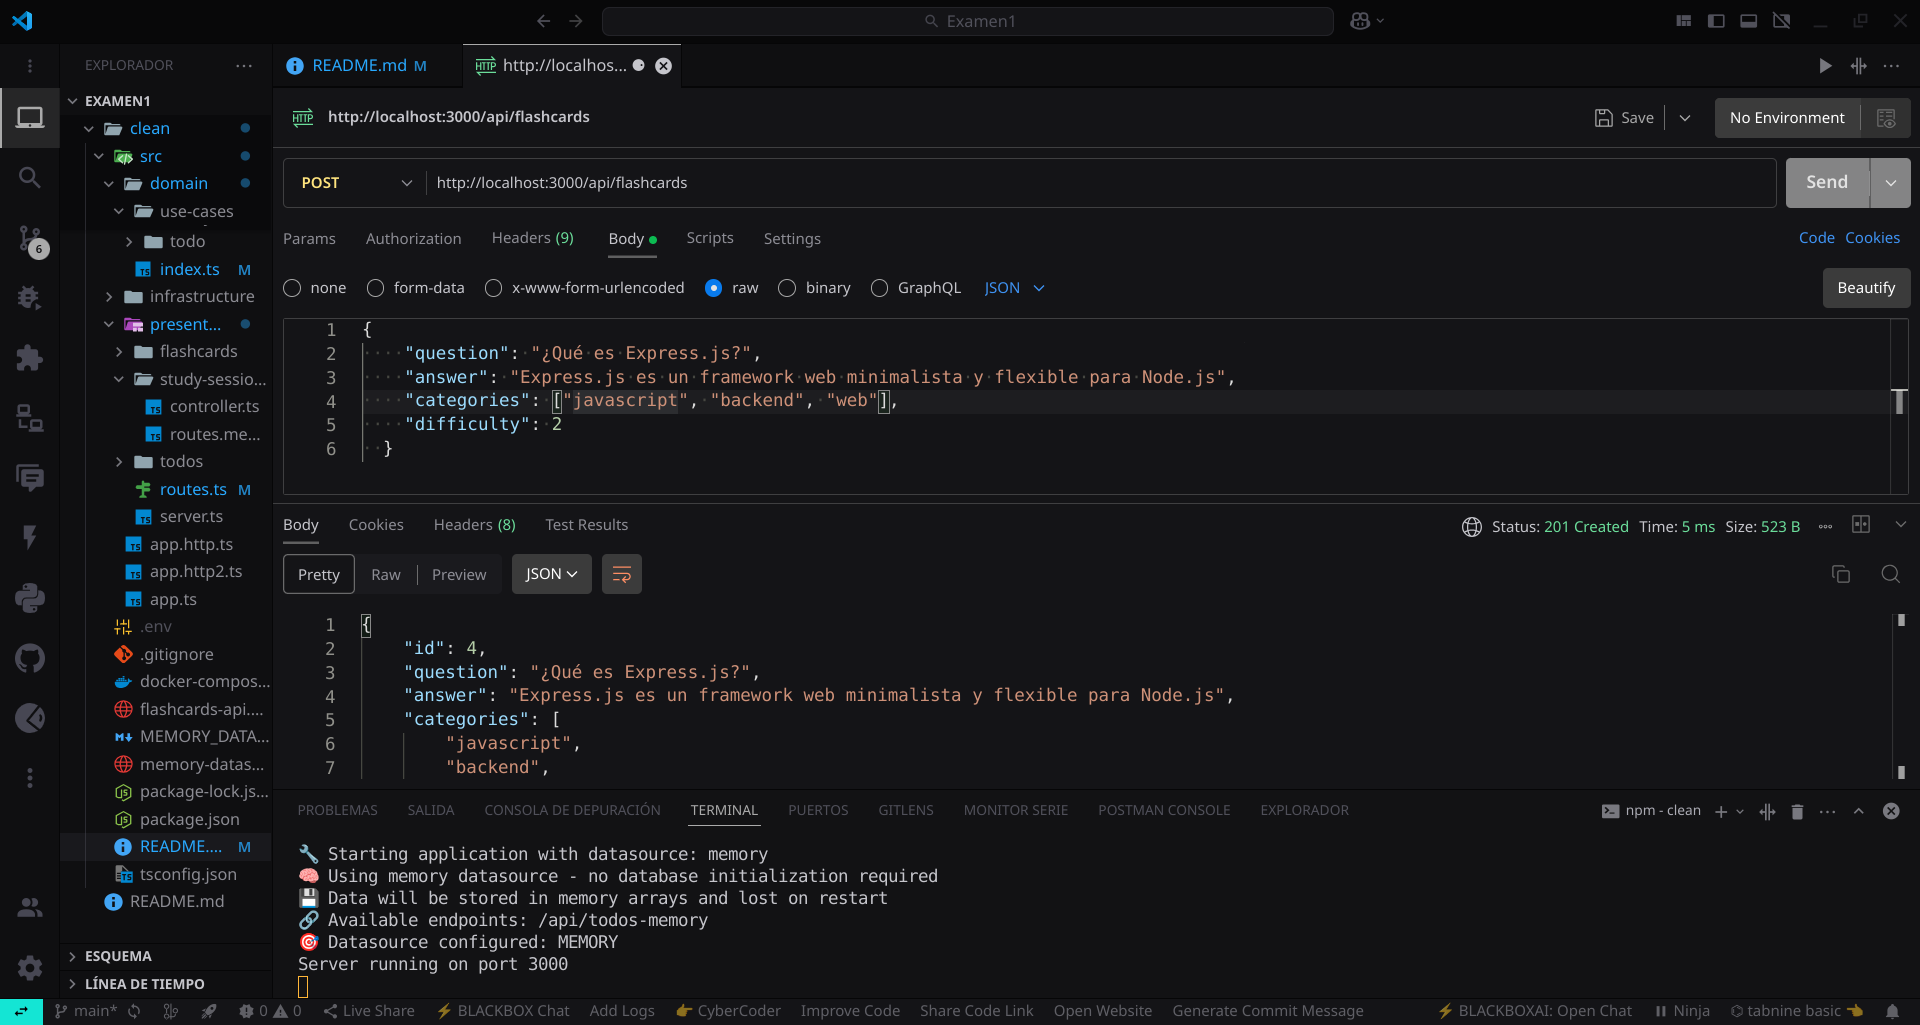 Examen1
EXPLORADOR
README.md M
http://localhos...
EXAMEN1
clean
src
domain
use-cases
todo
index.ts M
infrastructure
present...
flashcards
study-sessio...
controller.ts
routes.me...
todos
routes.ts M
server.ts
app.http.ts
app.http2.ts
app.ts
.env
.gitignore
docker-compos...
flashcards-api....
MEMORY_DATA...
memory-datas...
package-lock.js...
package.json
README.... M
tsconfig.json
README.md
ESQUEMA
LÍNEA DE TIEMPO
6
HTTP http://localhost:3000/api/flashcards
Save
No Environment
POST http://localhost:3000/api/flashcards
Send
Params Authorization Headers (9) Body Scripts Settings
Code Cookies
none form-data x-www-form-urlencoded raw binary GraphQL JSON
Beautify
1 {
2 "question": "¿Qué es Express.js?",
3 "answer": "Express.js es un framework web minimalista y flexible para Node.js",
4 "categories": ["javascript", "backend", "web"],
5 "difficulty": 2
6 }
Body Cookies Headers (8) Test Results
Status: 201 Created Time: 5 ms Size: 523 B
Pretty Raw Preview JSON
1 {
2 "id": 4,
3 "question": "¿Qué es Express.js?",
4 "answer": "Express.js es un framework web minimalista y flexible para Node.js",
5 "categories": [
6 "javascript",
7 "backend",
PROBLEMAS SALIDA CONSOLA DE DEPURACIÓN TERMINAL PUERTOS GITLENS MONITOR SERIE POSTMAN CONSOLE EXPLORADOR
npm - clean
🔧 Starting application with datasource: memory
🧠 Using memory datasource - no database initialization required
💾 Data will be stored in memory arrays and lost on restart
🔗 Available endpoints: /api/todos-memory
🎯 Datasource configured: MEMORY
Server running on port 3000
main* 0 0 Live Share ⚡ BLACKBOX Chat Add Logs 👉 CyberCoder Improve Code Share Code Link Open Website Generate Commit Message ⚡ BLACKBOXAI: Open Chat Ninja tabnine basic 👈